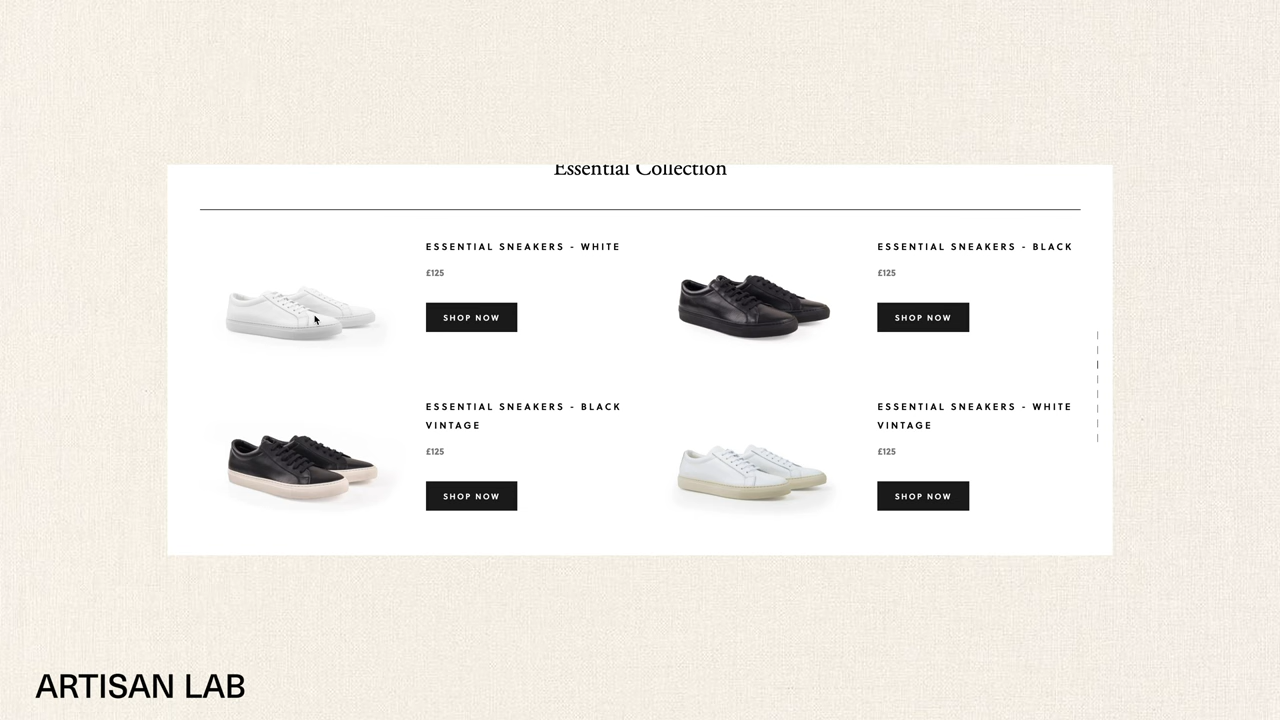 Essential Collection
ESSENTIAL SNEAKERS - WHITE
£125
SHOP NOW
ESSENTIAL SNEAKERS - BLACK
£125
SHOP NOW
ESSENTIAL SNEAKERS - BLACK
VINTAGE
£125
SHOP NOW
ESSENTIAL SNEAKERS - WHITE
VINTAGE
£125
SHOP NOW
ARTISAN LAB